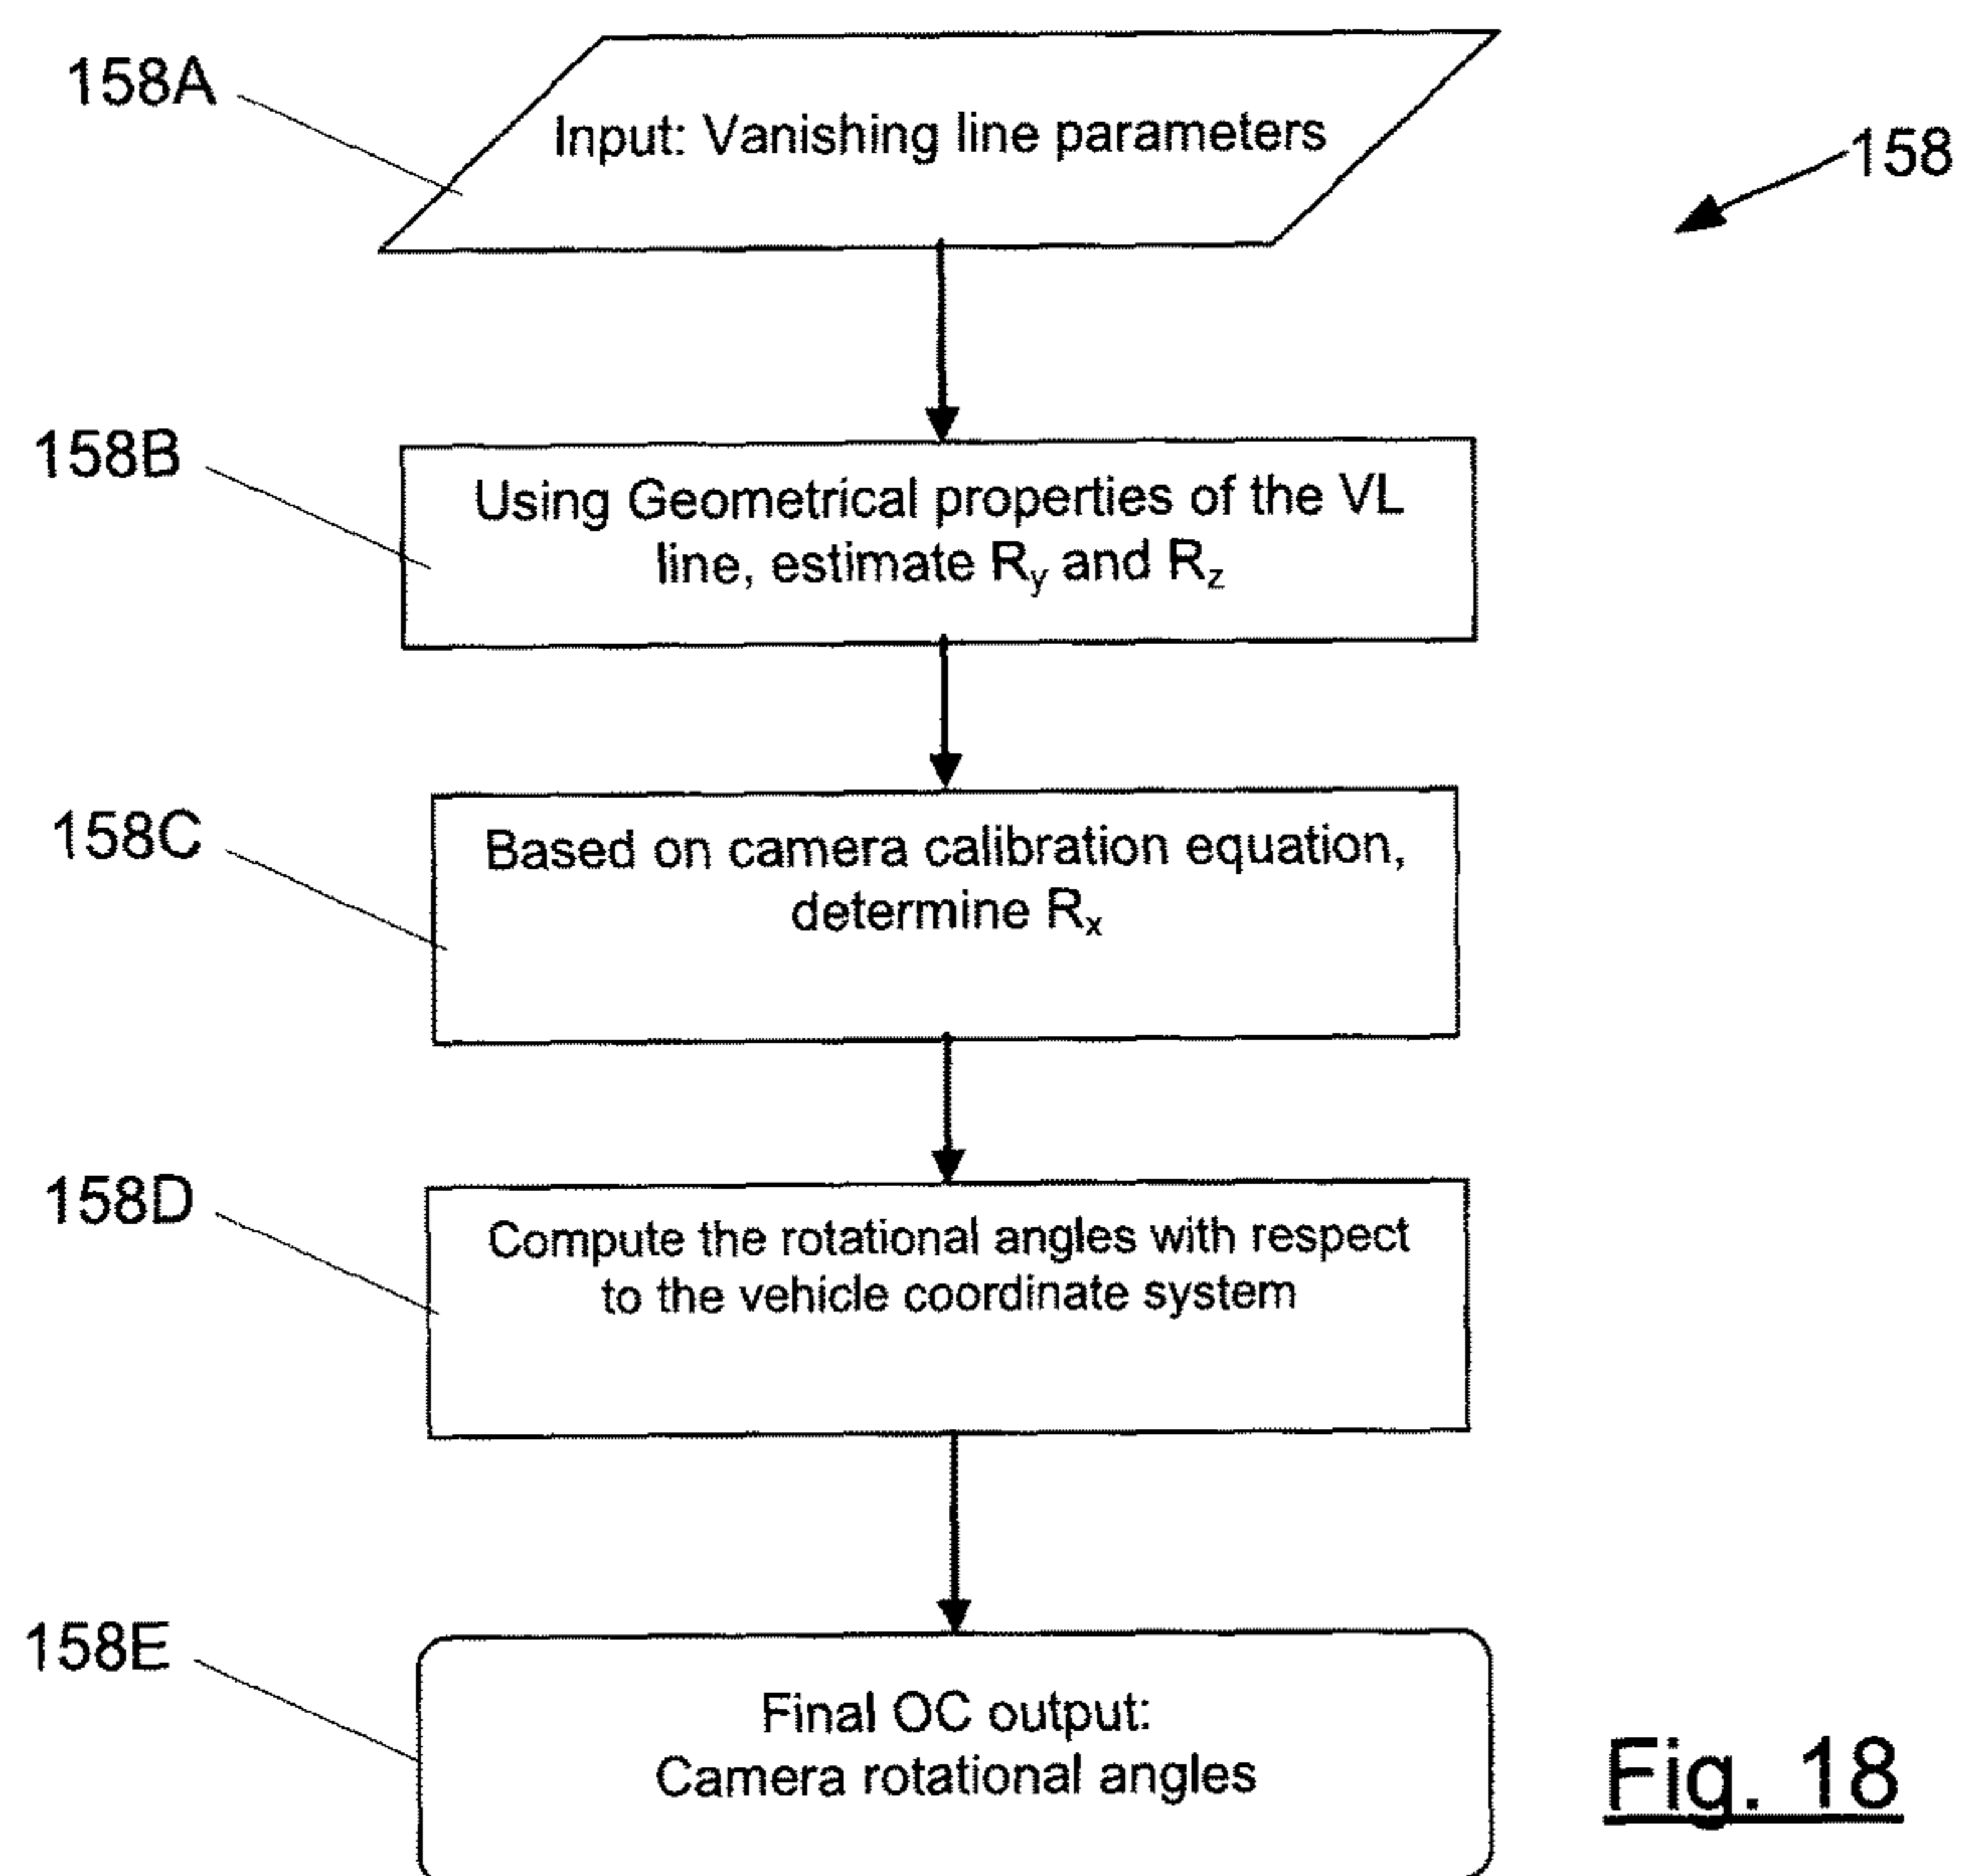 158A
Input: Vanishing line parameters
158
158B
Using Geometrical properties of the VL
line, estimate Ry and Rz
158C
Based on camera calibration equation,
determine Rx
158D
Compute the rotational angles with respect
to the vehicle coordinate system
158E
Final OC output:
Camera rotational angles
Fig. 18